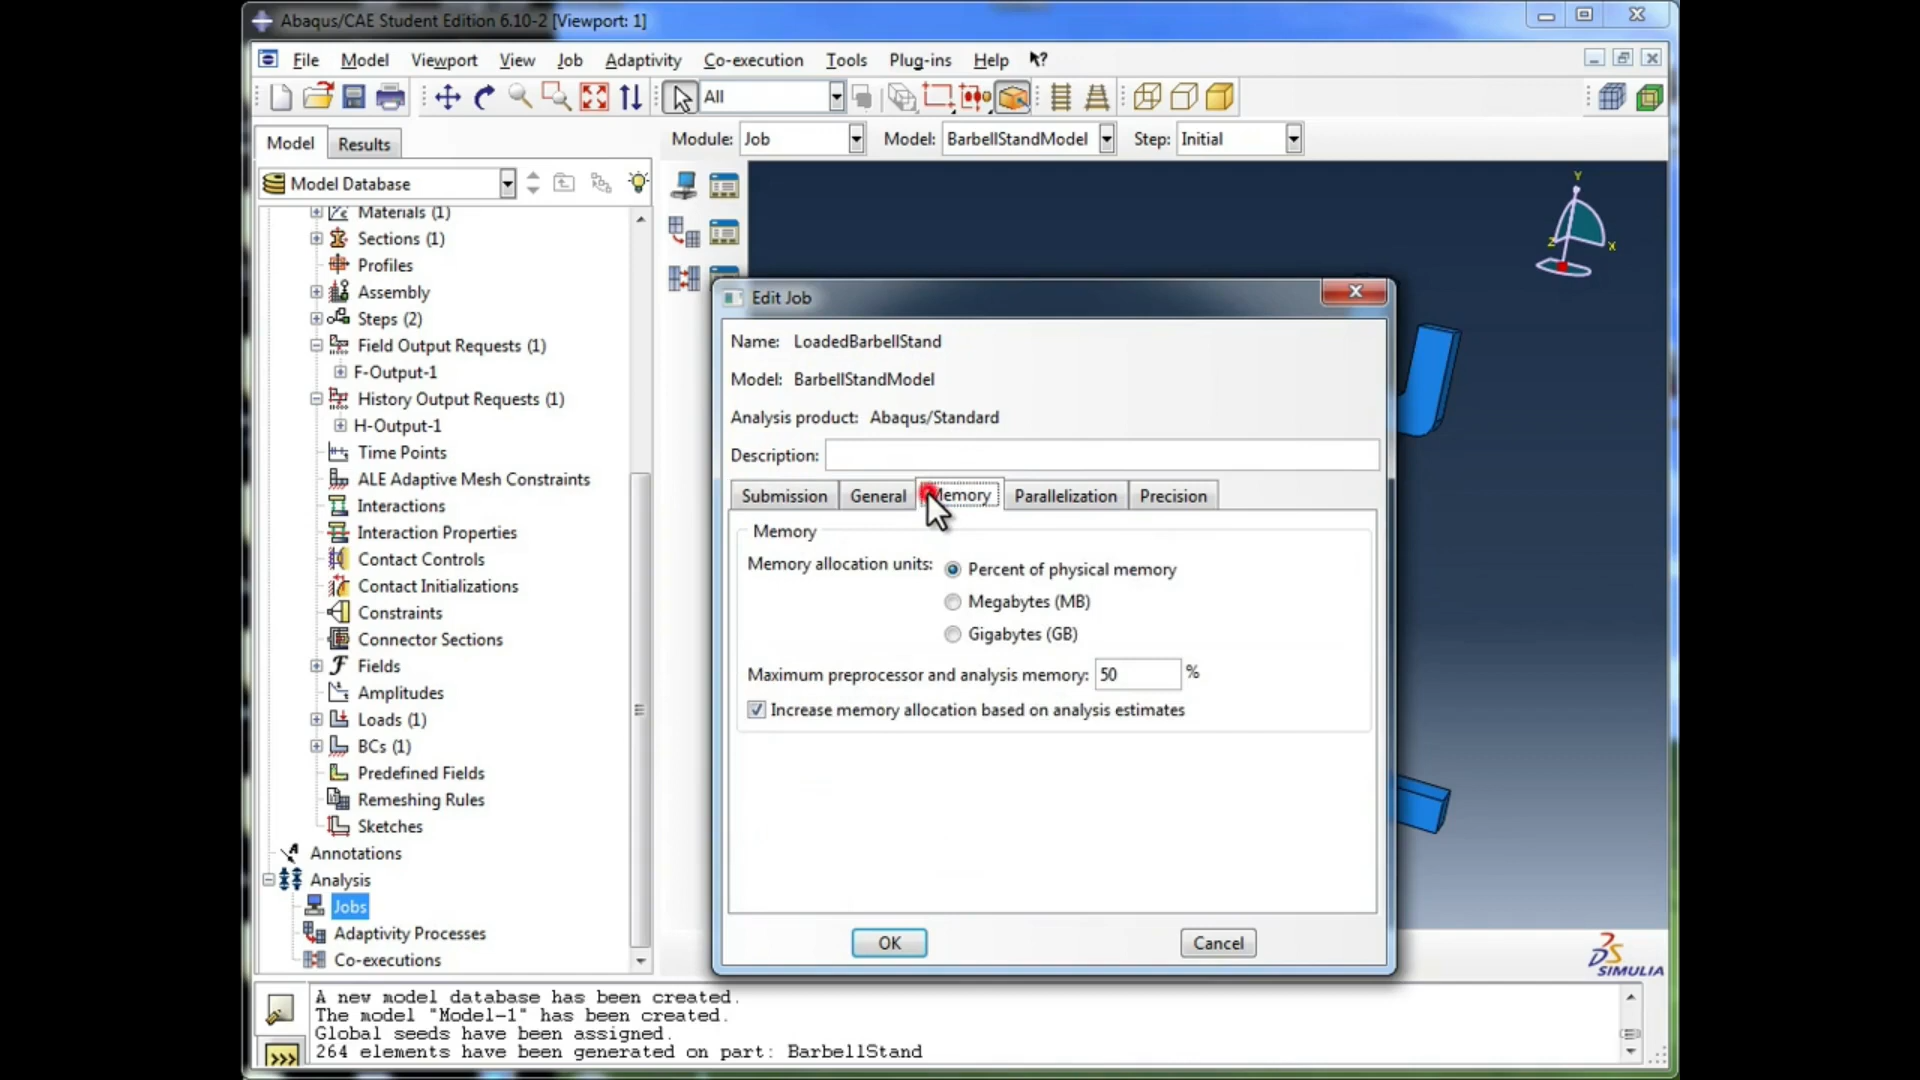 Abaqus/CAE Student Edition 6.10-2 [Viewport: 1]
File Model Viewport View Job Adaptivity Co-execution Tools Plug-ins Help
All
Model Results
Module: Job Model: BarbellStandModel Step: Initial
Model Database
Materials (1)
Sections (1)
Profiles
Assembly
Steps (2)
Field Output Requests (1)
F-Output-1
History Output Requests (1)
H-Output-1
Time Points
ALE Adaptive Mesh Constraints
Interactions
Interaction Properties
Contact Controls
Contact Initializations
Constraints
Connector Sections
Fields
Amplitudes
Loads (1)
BCs (1)
Predefined Fields
Remeshing Rules
Sketches
Annotations
Analysis
Jobs
Adaptivity Processes
Co-executions
Y
Z X
Edit Job
Name: LoadedBarbellStand
Model: BarbellStandModel
Analysis product: Abaqus/Standard
Description:
Submission General Memory Parallelization Precision
Memory
Memory allocation units: Percent of physical memory
Megabytes (MB)
Gigabytes (GB)
Maximum preprocessor and analysis memory: 50 %
Increase memory allocation based on analysis estimates
OK Cancel
SIMULIA
A new model database has been created.
The model "Model-1" has been created.
Global seeds have been assigned.
264 elements have been generated on part: BarbellStand
>>>